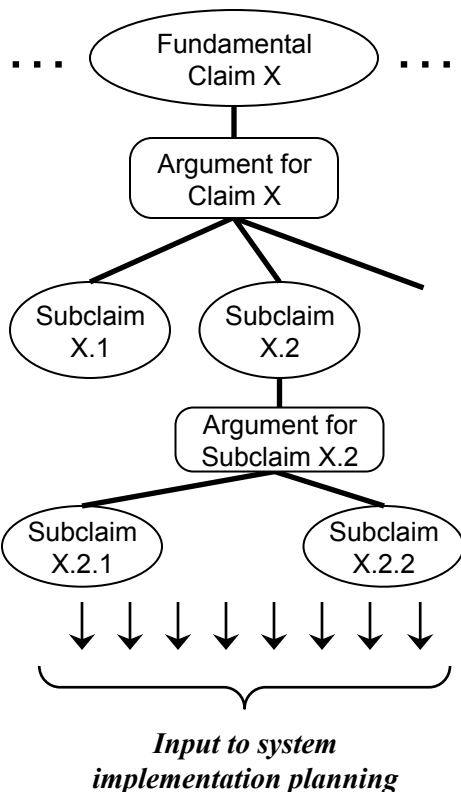 Fundamental
Claim X
... ...
Argument for
Claim X
Subclaim
X.1
Subclaim
X.2
Argument for
Subclaim X.2
Subclaim
X.2.1
Subclaim
X.2.2
Input to system
implementation planning